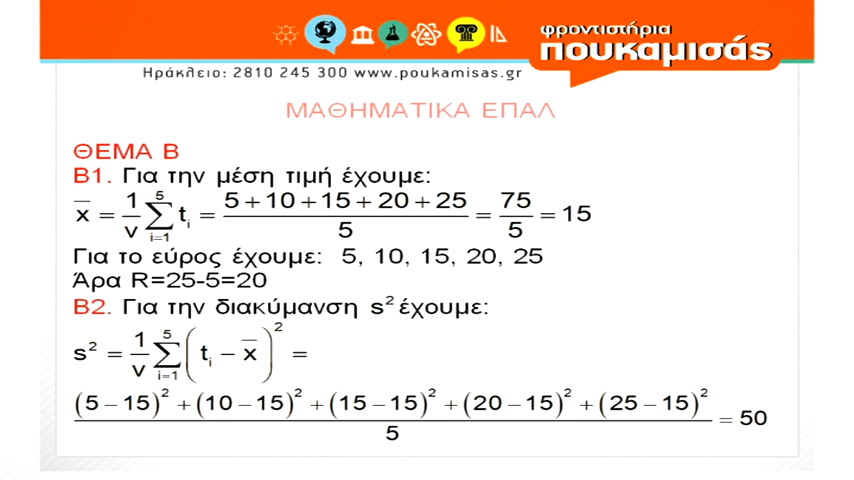 φροντιστήρια
πουκαμισάς
Ηράκλειο: 2810 245 300 www.poukamisas.gr
ΜΑΘΗΜΑΤΙΚΑ ΕΠΑΛ
ΘΕΜΑ Β
Β1. Για την μέση τιμή έχουμε:
x̄ = 1/ν ∑_{i=1}^{5} t_i = (5+10+15+20+25)/5 = 75/5 = 15
Για το εύρος έχουμε: 5, 10, 15, 20, 25
Άρα R=25-5=20
Β2. Για την διακύμανση s² έχουμε:
s² = 1/ν ∑_{i=1}^{5} (t_i − x̄)² =
((5−15)² + (10−15)² + (15−15)² + (20−15)² + (25−15)²)/5 = 50